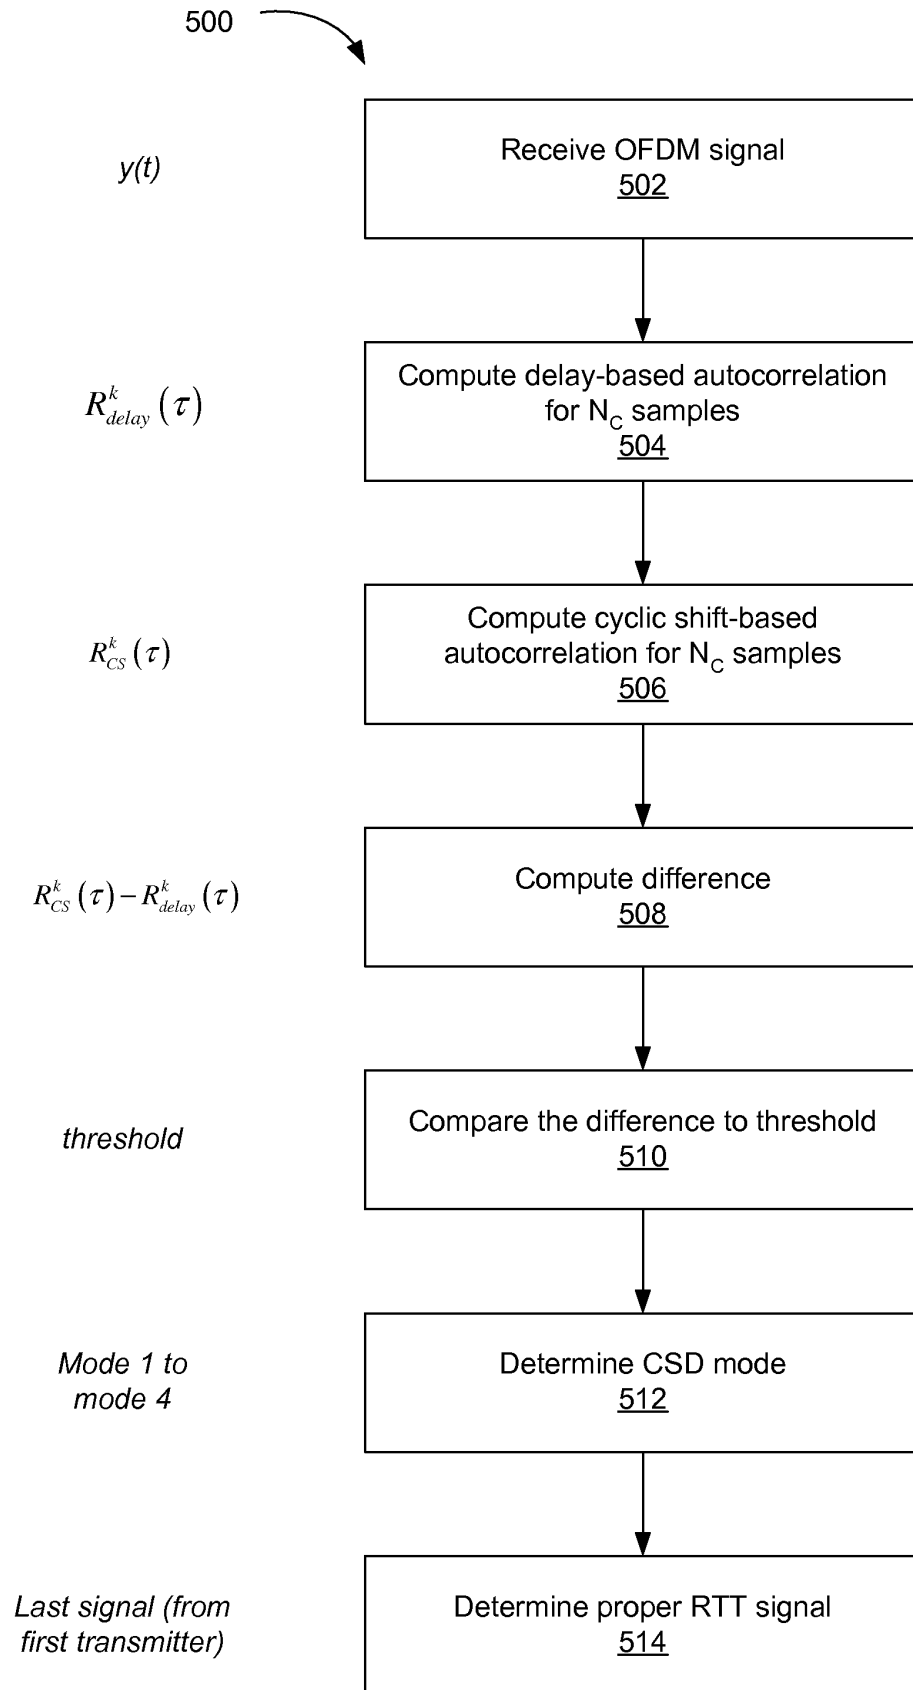 500
y(t)
Receive OFDM signal
502
R^k_delay (τ)
Compute delay-based autocorrelation
for N_C samples
504
R^k_CS (τ)
Compute cyclic shift-based
autocorrelation for N_C samples
506
R^k_CS (τ) – R^k_delay (τ)
Compute difference
508
threshold
Compare the difference to threshold
510
Mode 1 to
mode 4
Determine CSD mode
512
Last signal (from
first transmitter)
Determine proper RTT signal
514